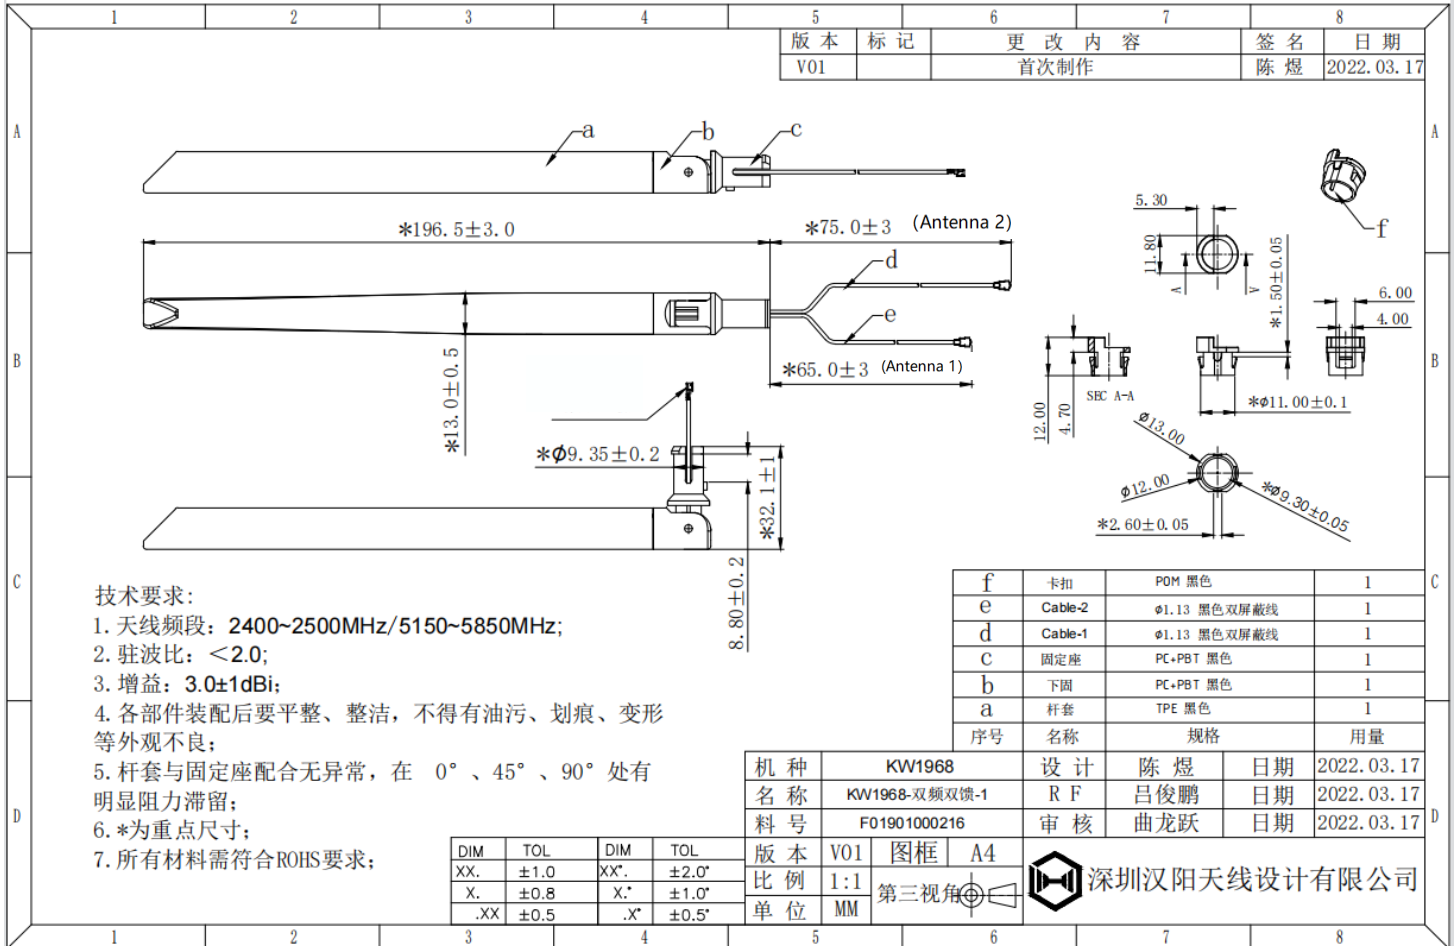 1 2 3 4 5 6 7 8
版 本 标 记 更 改 内 容 签 名 日 期
V01 首次制作 陈 煜 2022.03.17
A A
a b c
f
*196.5±3.0 *75.0±3 (Antenna 2)
d
e
*65.0±3 (Antenna 1)
*13.0±0.5
*Φ9.35±0.2
*32.1±1
8.80±0.2
5.30
11.80
A V
*1.50±0.05
6.00
4.00
B B
12.00
4.70
SEC A-A
*Φ11.00±0.1
Φ13.00
Φ12.00
*Φ9.30±0.05
*2.60±0.05
C C
技术要求:
1. 天线频段: 2400~2500MHz/5150~5850MHz;
2. 驻波比: <2.0;
3. 增益: 3.0±1dBi;
4. 各部件装配后要平整、整洁，不得有油污、划痕、变形
等外观不良;
5. 杆套与固定座配合无异常，在 0°、45°、90°处有
明显阻力滞留;
6. *为重点尺寸;
7. 所有材料需符合ROHS要求;
f 卡扣 POM 黑色 1
e Cable-2 Φ1.13 黑色双屏蔽线 1
d Cable-1 Φ1.13 黑色双屏蔽线 1
c 固定座 PC+PBT 黑色 1
b 下固 PC+PBT 黑色 1
a 杆套 TPE 黑色 1
序号 名称 规格 用量
机 种 KW1968 设 计 陈 煜 日期 2022.03.17
名 称 KW1968-双频双馈-1 R F 吕俊鹏 日期 2022.03.17
料 号 F01901000216 审 核 曲龙跃 日期 2022.03.17
D D
版 本 V01 图框 A4
比 例 1:1 第三视角
单 位 MM
深圳汉阳天线设计有限公司
DIM TOL DIM TOL
XX. ±1.0 XX°. ±2.0°
X. ±0.8 X.° ±1.0°
.XX ±0.5 .X° ±0.5°
1 2 3 4 5 6 7 8